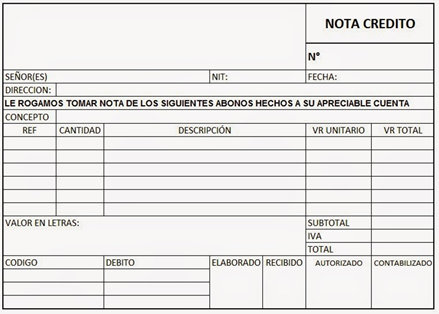 NOTA CREDITO
N°
SEÑOR(ES) NIT: FECHA:
DIRECCION:
LE ROGAMOS TOMAR NOTA DE LOS SIGUIENTES ABONOS HECHOS A SU APRECIABLE CUENTA
CONCEPTO
REF CANTIDAD DESCRIPCIÓN VR UNITARIO VR TOTAL
VALOR EN LETRAS: SUBTOTAL
IVA
TOTAL
CODIGO DEBITO ELABORADO RECIBIDO AUTORIZADO CONTABILIZADO